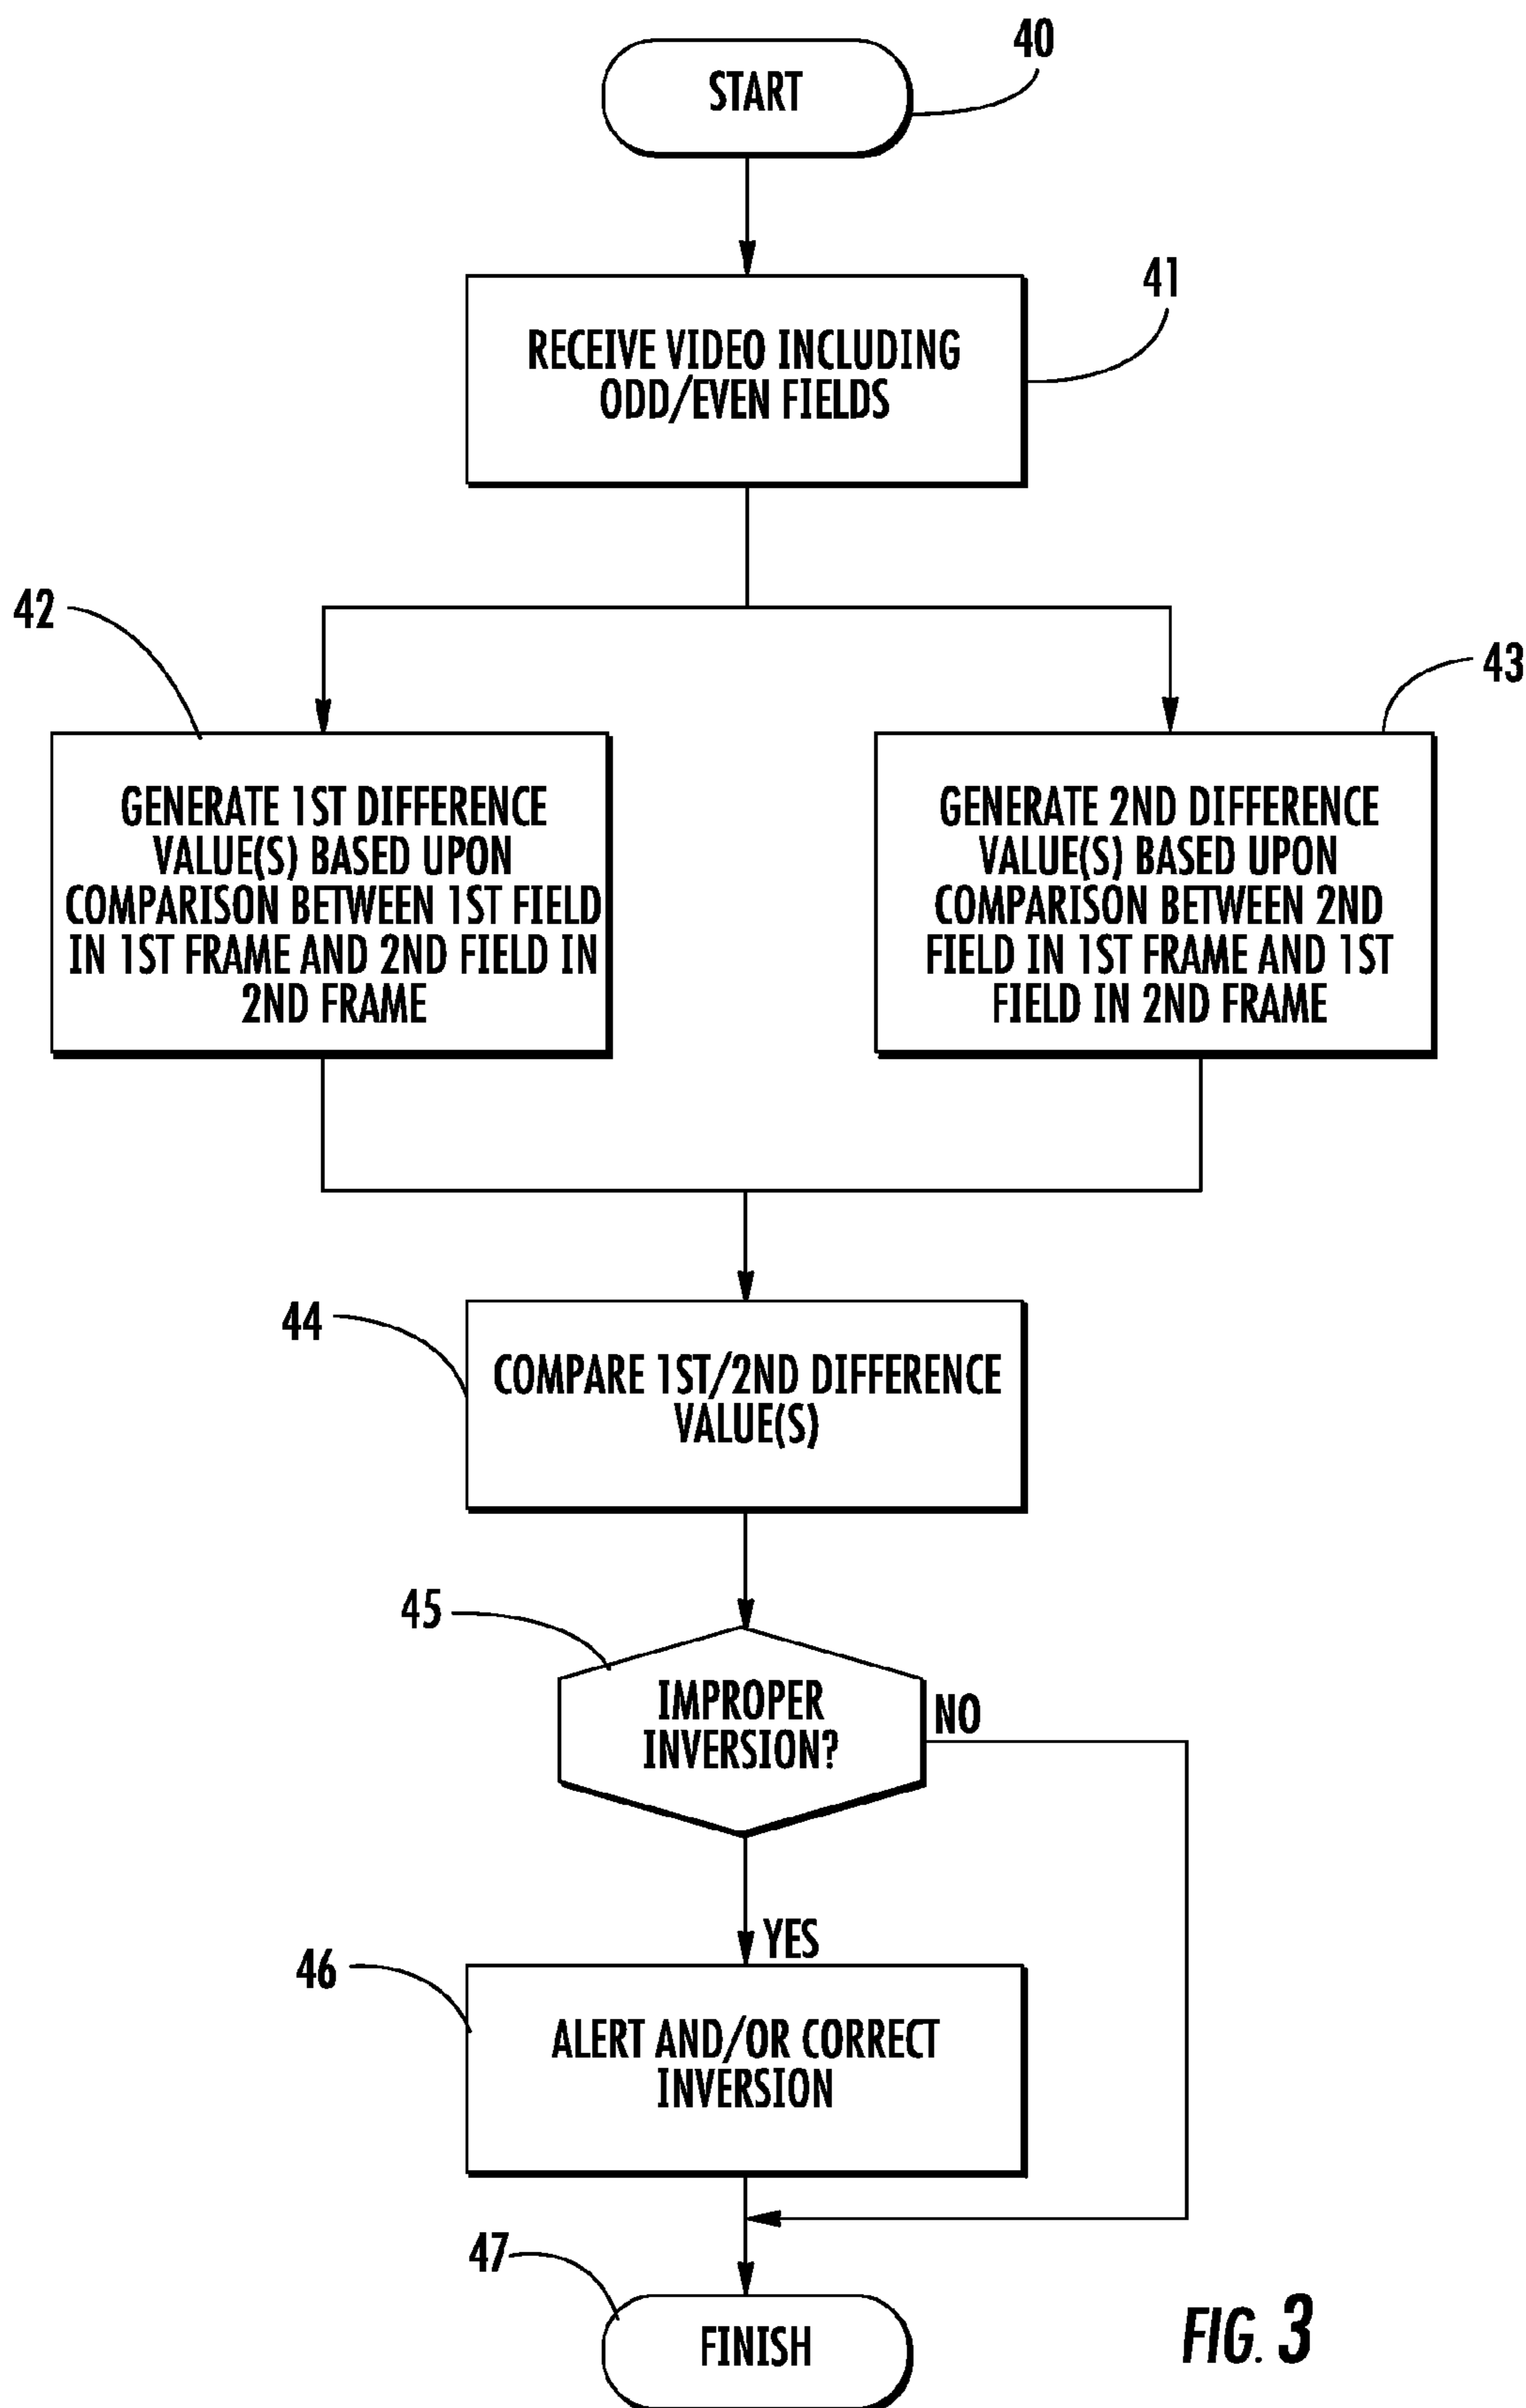 40
START
41
RECEIVE VIDEO INCLUDING
ODD/EVEN FIELDS
42
43
GENERATE 1ST DIFFERENCE
VALUE(S) BASED UPON
COMPARISON BETWEEN 1ST FIELD
IN 1ST FRAME AND 2ND FIELD IN
2ND FRAME
GENERATE 2ND DIFFERENCE
VALUE(S) BASED UPON
COMPARISON BETWEEN 2ND
FIELD IN 1ST FRAME AND 1ST
FIELD IN 2ND FRAME
44
COMPARE 1ST/2ND DIFFERENCE
VALUE(S)
45
IMPROPER
INVERSION?
NO
YES
46
ALERT AND/OR CORRECT
INVERSION
47
FINISH
FIG. 3